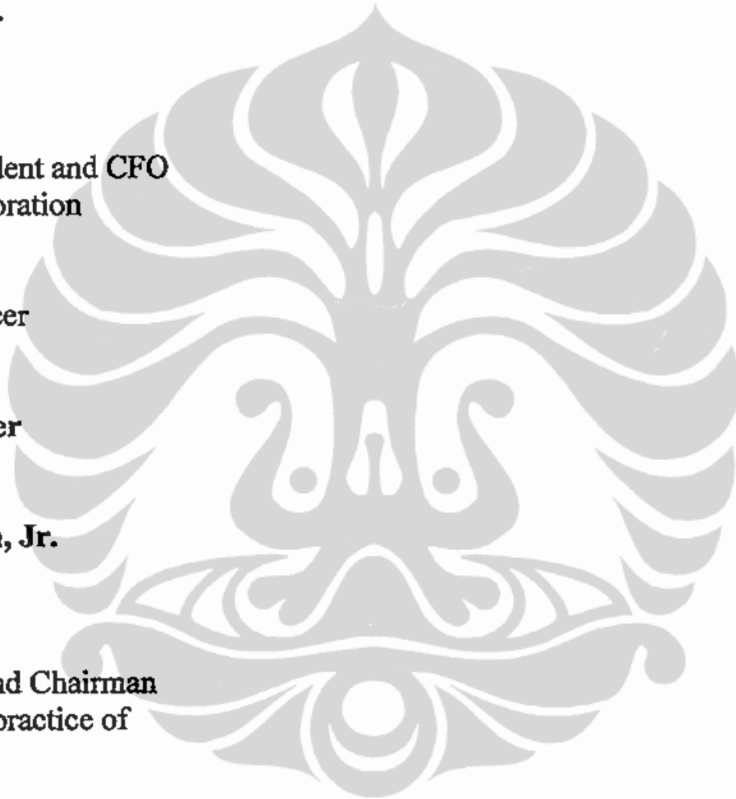 dent and CFO
oration
cer
er
, Jr.
nd Chairman
practice of